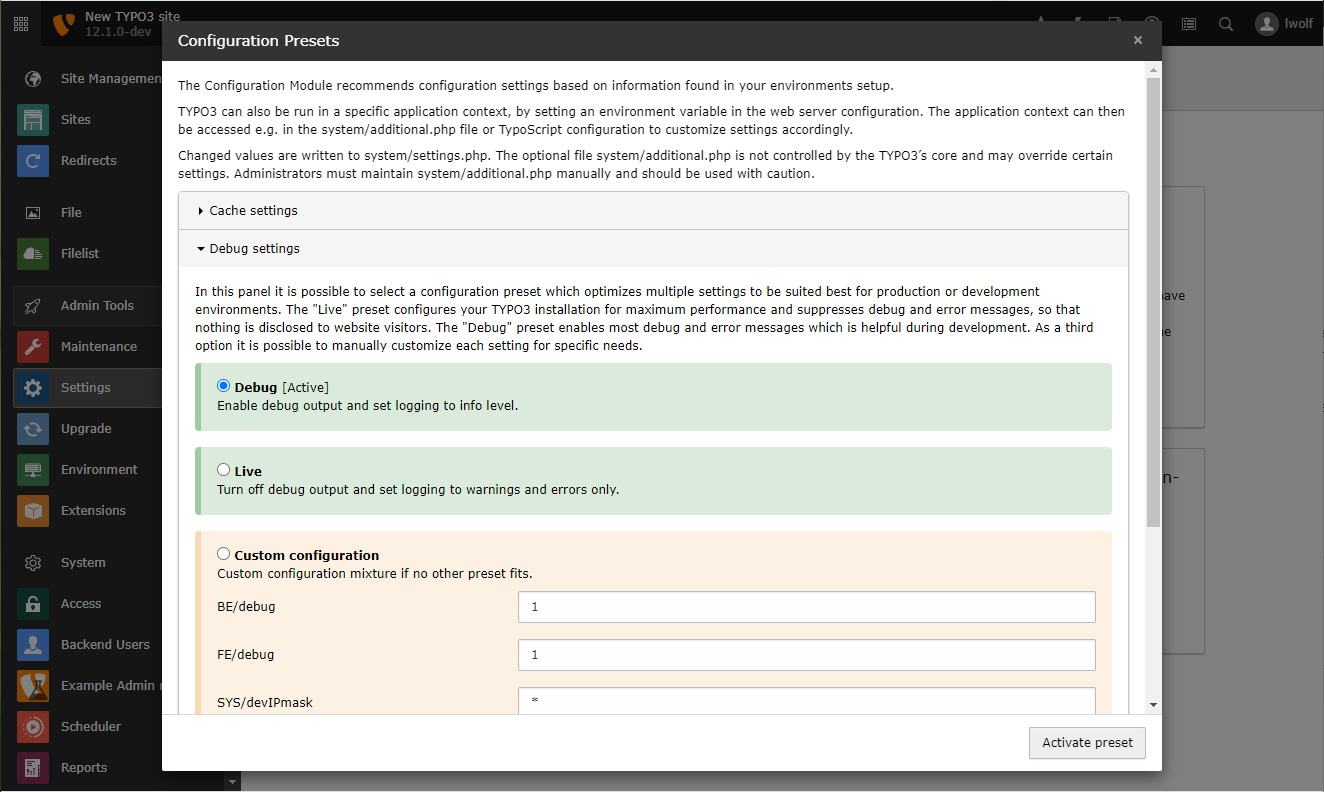 New TYPO3 site
12.1.0-dev
lwolf
Site Managemen
Sites
Redirects
File
Filelist
Admin Tools
Maintenance
Settings
Upgrade
Environment
Extensions
System
Access
Backend Users
Example Admin
Scheduler
Reports
Configuration Presets
×
The Configuration Module recommends configuration settings based on information found in your environments setup.
TYPO3 can also be run in a specific application context, by setting an environment variable in the web server configuration. The application context can then
be accessed e.g. in the system/additional.php file or TypoScript configuration to customize settings accordingly.
Changed values are written to system/settings.php. The optional file system/additional.php is not controlled by the TYPO3's core and may override certain
settings. Administrators must maintain system/additional.php manually and should be used with caution.
Cache settings
Debug settings
In this panel it is possible to select a configuration preset which optimizes multiple settings to be suited best for production or development
environments. The "Live" preset configures your TYPO3 installation for maximum performance and suppresses debug and error messages, so that
nothing is disclosed to website visitors. The "Debug" preset enables most debug and error messages which is helpful during development. As a third
option it is possible to manually customize each setting for specific needs.
Debug [Active]
Enable debug output and set logging to info level.
Live
Turn off debug output and set logging to warnings and errors only.
Custom configuration
Custom configuration mixture if no other preset fits.
BE/debug 1
FE/debug 1
SYS/devIPmask *
Activate preset
ave
e
n-